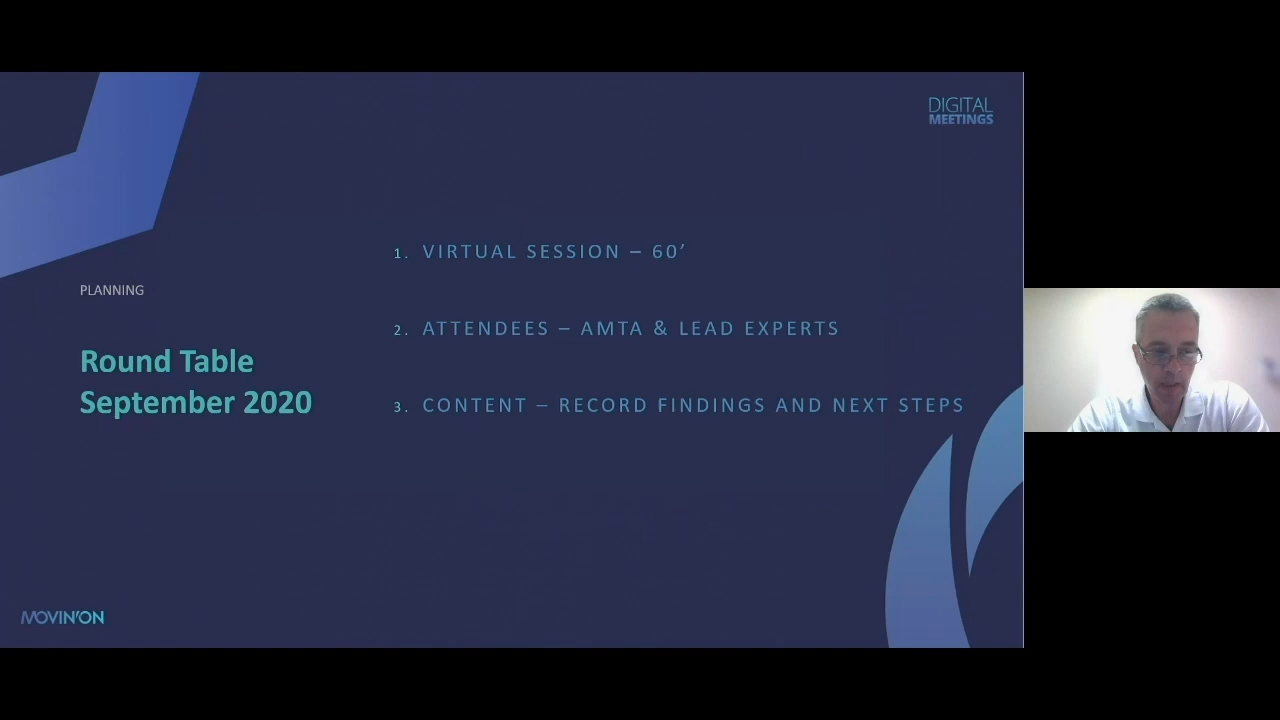 DIGITAL
MEETINGS
PLANNING
Round Table
September 2020
1. VIRTUAL SESSION – 60’
2. ATTENDEES – AMTA & LEAD EXPERTS
3. CONTENT – RECORD FINDINGS AND NEXT STEPS
MOVIN'ON